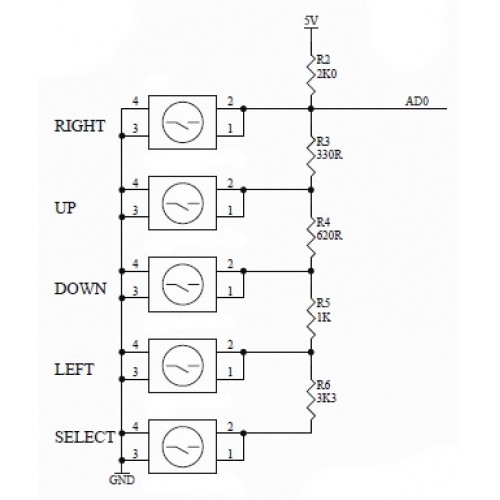 5V
R2
2K0
AD0
4 2
RIGHT
3 1
R3
330R
4 2
UP
3 1
R4
620R
4 2
DOWN
3 1
R5
1K
4 2
LEFT
3 1
R6
3K3
4 2
SELECT
3 1
GND